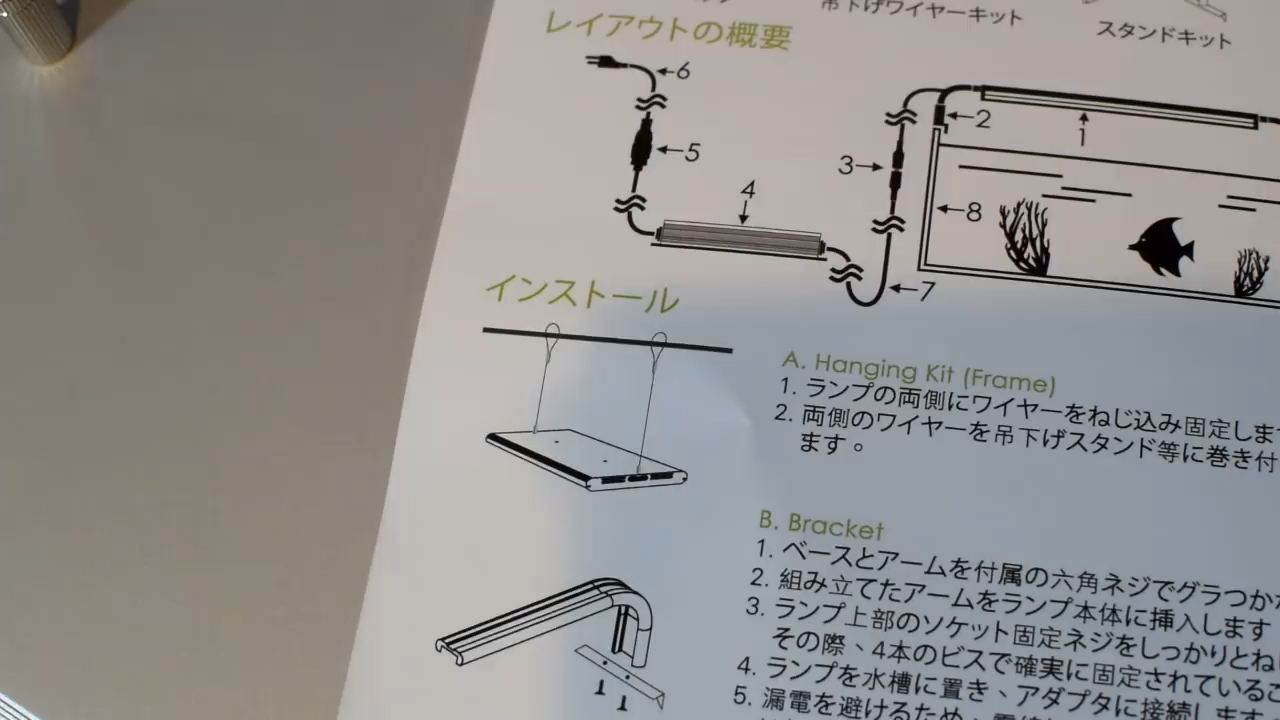 吊下げワイヤーキット
スタンドキット
レイアウトの概要
6
5
4
3
2
1
8
7
インストール
A. Hanging Kit (Frame)
1. ランプの両側にワイヤーをねじ込み固定しま
2. 両側のワイヤーを吊下げスタンド等に巻き付
ます。
B. Bracket
1. ベースとアームを付属の六角ネジでグラつか
2. 組み立てたアームをランプ本体に挿入します
3. ランプ上部のソケット固定ネジをしっかりとね
その際、4本のビスで確実に固定されているこ
4. ランプを水槽に置き、アダプタに接続します
5. 漏電を避けるため、